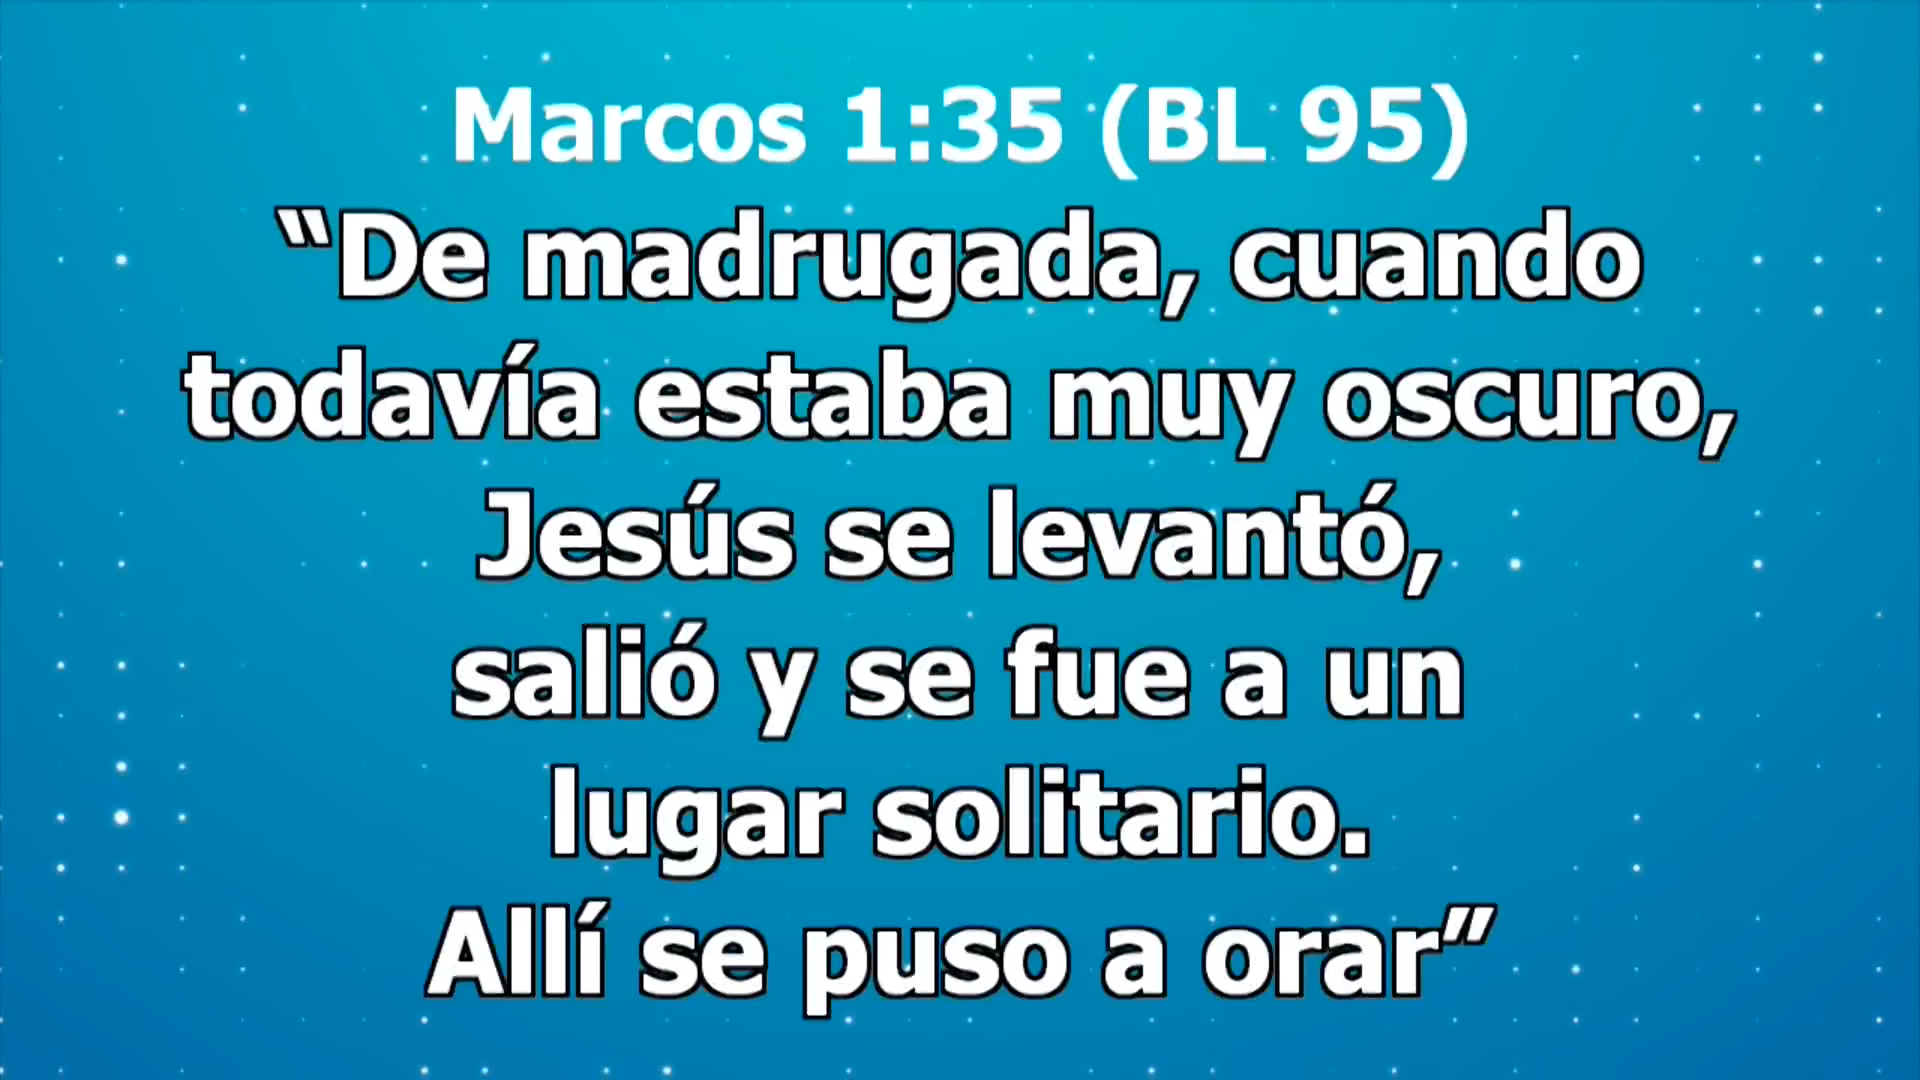 Marcos 1:35 (BL 95)
“De madrugada, cuando
todavía estaba muy oscuro,
Jesús se levantó,
salió y se fue a un
lugar solitario.
Allí se puso a orar”